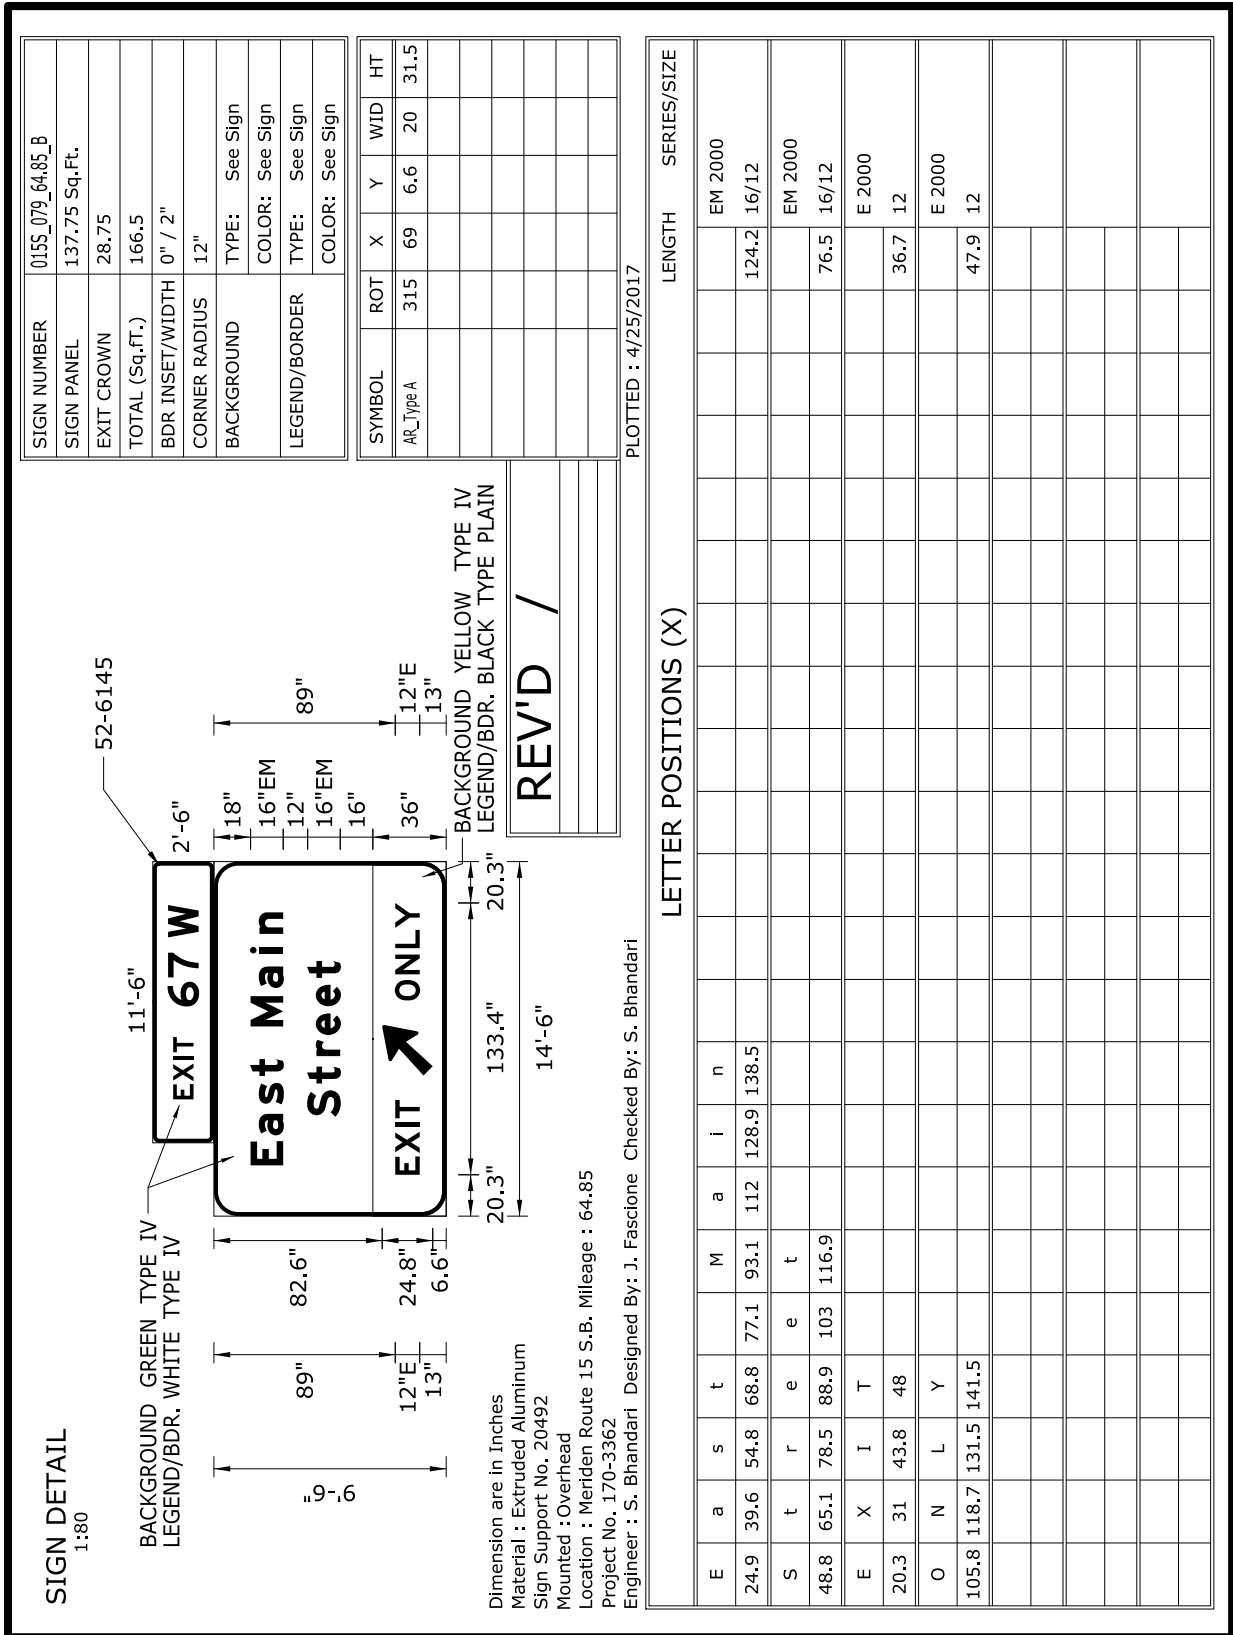 SIGN DETAIL
1:80
BACKGROUND GREEN TYPE IV
LEGEND/BDR. WHITE TYPE IV
52-6145
11'-6"
2'-6"
EXIT 67 W
East Main
Street
EXIT ONLY
9'-6"
89"
12"E
13"
82.6"
24.8"
6.6"
18"
16"EM
12"
16"EM
16"
36"
89"
12"E
13"
20.3"
133.4"
20.3"
14'-6"
BACKGROUND YELLOW TYPE IV
LEGEND/BDR. BLACK TYPE PLAIN
REV'D /
Dimension are in Inches
Material : Extruded Aluminum
Sign Support No. 20492
Mounted : Overhead
Location : Meriden Route 15 S.B. Mileage : 64.85
Project No. 170-3362
Engineer : S. Bhandari Designed By: J. Fascione Checked By: S. Bhandari
SIGN NUMBER 015S_079_64.85_B
SIGN PANEL 137.75 Sq.Ft.
EXIT CROWN 28.75
TOTAL (Sq.fT.) 166.5
BDR INSET/WIDTH 0" / 2"
CORNER RADIUS 12"
BACKGROUND TYPE: See Sign
COLOR: See Sign
LEGEND/BORDER TYPE: See Sign
COLOR: See Sign
SYMBOL ROT X Y WID HT
AR_Type A 315 69 6.6 20 31.5
PLOTTED : 4/25/2017
LETTER POSITIONS (X) LENGTH SERIES/SIZE
E a s t M a i n EM 2000
24.9 39.6 54.8 68.8 77.1 93.1 112 128.9 138.5 124.2 16/12
S t r e e t EM 2000
48.8 65.1 78.5 88.9 103 116.9 76.5 16/12
E X I T E 2000
20.3 31 43.8 48 36.7 12
O N L Y E 2000
105.8 118.7 131.5 141.5 47.9 12